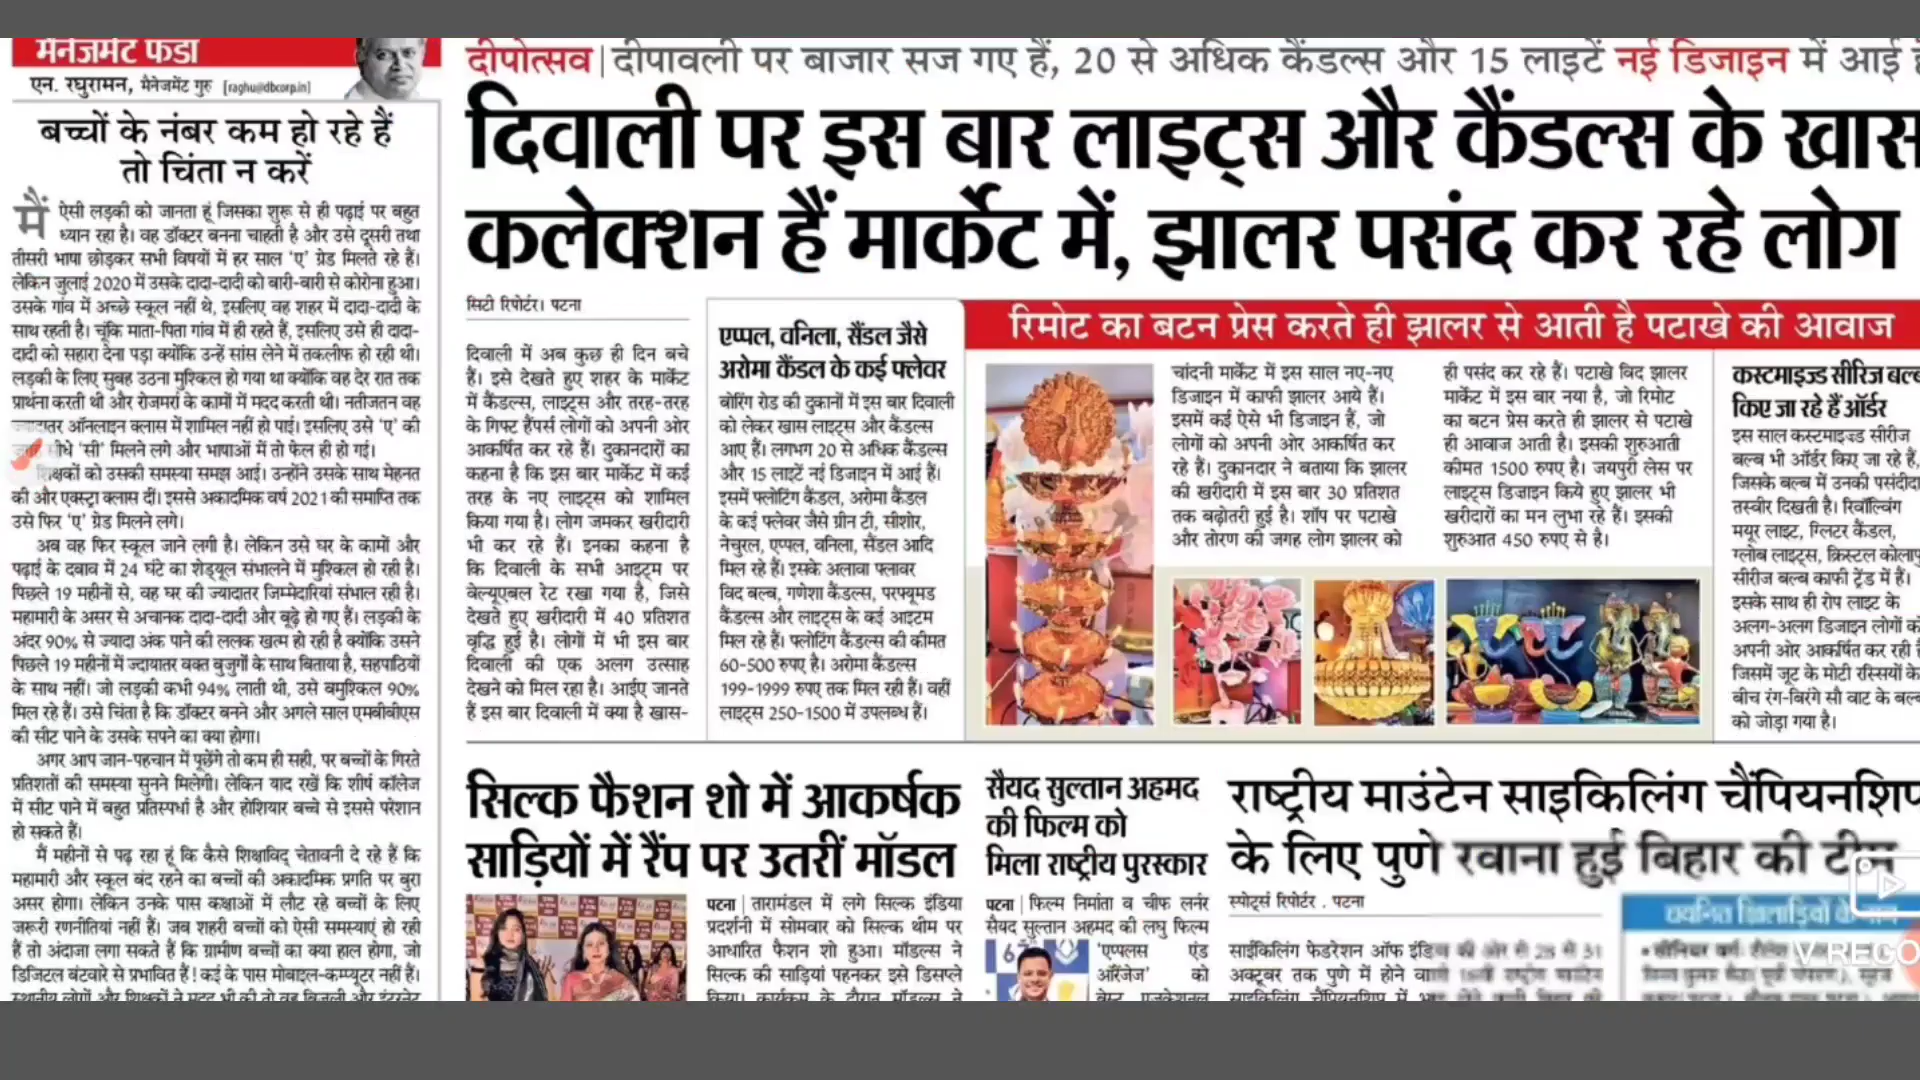 मैनेजमेंट फंडा
एन. रघुरामन, मैनेजमेंट गुरु [raghu@dbcorp.in]
बच्चों के नंबर कम हो रहे हैं
तो चिंता न करें
मैं ऐसी लड़की को जानता हूं जिसका शुरू से ही पढ़ाई पर बहुत
ध्यान रहा है। वह डॉक्टर बनना चाहती है और उसे दूसरी तथा
तीसरी भाषा छोड़कर सभी विषयों में हर साल ‘ए’ ग्रेड मिलते रहे हैं।
लेकिन जुलाई 2020 में उसके दादा-दादी को बारी-बारी से कोरोना हुआ।
उसके गांव में अच्छे स्कूल नहीं थे, इसलिए वह शहर में दादा-दादी के
साथ रहती है। चूंकि माता-पिता गांव में ही रहते हैं, इसलिए उसे ही दादा-
दादी को सहारा देना पड़ा क्योंकि उन्हें सांस लेने में तकलीफ हो रही थी।
लड़की के लिए सुबह उठना मुश्किल हो गया था क्योंकि वह देर रात तक
प्रार्थना करती थी और रोजमर्रा के कामों में मदद करती थी। नतीजतन वह
ज्यादातर ऑनलाइन क्लास में शामिल नहीं हो पाई। इसलिए उसे ‘ए’ की
सीधे ‘सी’ मिलने लगे और भाषाओं में तो फेल ही हो गई।
शिक्षकों को उसकी समस्या समझ आई। उन्होंने उसके साथ मेहनत
की और एक्स्ट्रा क्लास दीं। इससे अकादमिक वर्ष 2021 की समाप्ति तक
उसे फिर ‘ए’ ग्रेड मिलने लगे।
अब वह फिर स्कूल जाने लगी है। लेकिन उसे घर के कामों और
पढ़ाई के दबाव में 24 घंटे का शेड्यूल संभालने में मुश्किल हो रही है।
पिछले 19 महीनों से, वह घर की ज्यादातर जिम्मेदारियां संभाल रही है।
महामारी के असर से अचानक दादा-दादी और बूढ़े हो गए हैं। लड़की के
अंदर 90% से ज्यादा अंक पाने की ललक खत्म हो रही है क्योंकि उसने
पिछले 19 महीनों में ज्यादातर वक्त बुजुर्गों के साथ बिताया है, सहपाठियों
के साथ नहीं। जो लड़की कभी 94% लाती थी, उसे बमुश्किल 90%
मिल रहे हैं। उसे चिंता है कि डॉक्टर बनने और अगले साल एमबीबीएस
की सीट पाने के उसके सपने का क्या होगा।
अगर आप जान-पहचान में पूछेंगे तो कम ही सही, पर बच्चों के गिरते
प्रतिशतों की समस्या सुनने मिलेगी। लेकिन याद रखें कि शीर्ष कॉलेज
में सीट पाने में बहुत प्रतिस्पर्धा है और होशियार बच्चे से इससे परेशान
हो सकते हैं।
मैं महीनों से पढ़ रहा हूं कि कैसे शिक्षाविद् चेतावनी दे रहे हैं कि
महामारी और स्कूल बंद रहने का बच्चों की अकादमिक प्रगति पर बुरा
असर होगा। लेकिन उनके पास कक्षाओं में लौट रहे बच्चों के लिए
जरूरी रणनीतियां नहीं हैं। जब शहरी बच्चों को ऐसी समस्याएं हो रही
हैं तो अंदाजा लगा सकते हैं कि ग्रामीण बच्चों का क्या हाल होगा, जो
डिजिटल बंटवारे से प्रभावित हैं! कई के पास मोबाइल-कम्प्यूटर नहीं हैं।
स्थानीय लोगों और शिक्षकों ने मदद भी की तो वह बिजली और इंटरनेट
दीपोत्सव | दीपावली पर बाजार सज गए हैं, 20 से अधिक कैंडल्स और 15 लाइटें नई डिजाइन में आई
दिवाली पर इस बार लाइट्स और कैंडल्स के खास
कलेक्शन हैं मार्केट में, झालर पसंद कर रहे लोग
सिटी रिपोर्टर। पटना
दिवाली में अब कुछ ही दिन बचे
हैं। इसे देखते हुए शहर के मार्केट
में कैंडल्स, लाइट्स और तरह-तरह
के गिफ्ट हैंपर्स लोगों को अपनी ओर
आकर्षित कर रहे हैं। दुकानदारों का
कहना है कि इस बार मार्केट में कई
तरह के नए लाइट्स को शामिल
किया गया है। लोग जमकर खरीदारी
भी कर रहे हैं। इनका कहना है
कि दिवाली के सभी आइट्म पर
वेल्यूएबल रेट रखा गया है, जिसे
देखते हुए खरीदारी में 40 प्रतिशत
वृद्धि हुई है। लोगों में भी इस बार
दिवाली की एक अलग उत्साह
देखने को मिल रहा है। आईए जानते
हैं इस बार दिवाली में क्या है खास-
एप्पल, वनिला, सैंडल जैसे
अरोमा कैंडल के कई फ्लेवर
बोरिंग रोड की दुकानों में इस बार दिवाली
को लेकर खास लाइट्स और कैंडल्स
आए हैं। लगभग 20 से अधिक कैंडल्स
और 15 लाइटें नई डिजाइन में आई हैं।
इसमें फ्लोटिंग कैंडल, अरोमा कैंडल
के कई फ्लेवर जैसे ग्रीन टी, सीशोर,
नेचुरल, एप्पल, वनिला, सैंडल आदि
मिल रहे हैं। इसके अलावा फ्लावर
विद बल्ब, गणेशा कैंडल्स, परफ्यूमड
कैंडल्स और लाइट्स के कई आइटम
मिल रहे हैं। फ्लोटिंग कैंडल्स की कीमत
60-500 रुपए है। अरोमा कैंडल्स
199-1999 रुपए तक मिल रही हैं। वहीं
लाइट्स 250-1500 में उपलब्ध हैं।
रिमोट का बटन प्रेस करते ही झालर से आती है पटाखे की आवाज
चांदनी मार्केट में इस साल नए-नए
डिजाइन में काफी झालर आये हैं।
इसमें कई ऐसे भी डिजाइन हैं, जो
लोगों को अपनी ओर आकर्षित कर
रहे हैं। दुकानदार ने बताया कि झालर
की खरीदारी में इस बार 30 प्रतिशत
तक बढ़ोतरी हुई है। शॉप पर पटाखे
और तोरण की जगह लोग झालर को
ही पसंद कर रहे हैं। पटाखे विद झालर
मार्केट में इस बार नया है, जो रिमोट
का बटन प्रेस करते ही झालर से पटाखे
ही आवाज आती है। इसकी शुरुआती
कीमत 1500 रुपए है। जयपुरी लेस पर
लाइट्स डिजाइन किये हुए झालर भी
खरीदारों का मन लुभा रहे हैं। इसकी
शुरुआत 450 रुपए से है।
कस्टमाइज्ड सीरिज बल्ब
किए जा रहे हैं ऑर्डर
इस साल कस्टमाइज्ड सीरीज
बल्ब भी ऑर्डर किए जा रहे हैं,
जिसके बल्ब में उनकी पसंदीदा
तस्वीर दिखती है। रिवॉल्विंग
मयूर लाइट, ग्लिटर कैंडल,
ग्लोब लाइट्स, क्रिस्टल
सीरीज बल्ब काफी ट्रेंड में हैं।
इसके साथ ही रोप लाइट के
अलग-अलग डिजाइन लोगों को
अपनी ओर आकर्षित कर रही
जिसमें जूट के मोटी रस्सियों के
बीच रंग-बिरंगे सौ वाट के बल्ब
को जोड़ा गया है।
सिल्क फैशन शो में आकर्षक
साड़ियों में रैंप पर उतरीं मॉडल
पटना | तारामंडल में लगे सिल्क इंडिया
प्रदर्शनी में सोमवार को सिल्क थीम पर
आधारित फैशन शो हुआ। मॉडल्स ने
सिल्क की साड़ियां पहनकर इसे डिसप्ले
किया। कार्यक्रम के दौरान मॉडल्स ने
सैयद सुल्तान अहमद
की फिल्म को
मिला राष्ट्रीय पुरस्कार
पटना | फिल्म निर्माता व चीफ लर्नर
सैयद सुल्तान अहमद की लघु फिल्म
‘एप्पलस एंड
ऑरेंजेज’ को
बेस्ट एजुकेशनल
राष्ट्रीय माउंटेन साइकिलिंग चैंपियनशिप
के लिए पुणे रवाना हुई बिहार की टीम
स्पोर्ट्स रिपोर्टर . पटना
साइकिलिंग फेडरेशन ऑफ इंडिया की ओर से 28 से 31
अक्टूबर तक पुणे में होने
साइकिलिंग चैंपियनशिप में
V RECO